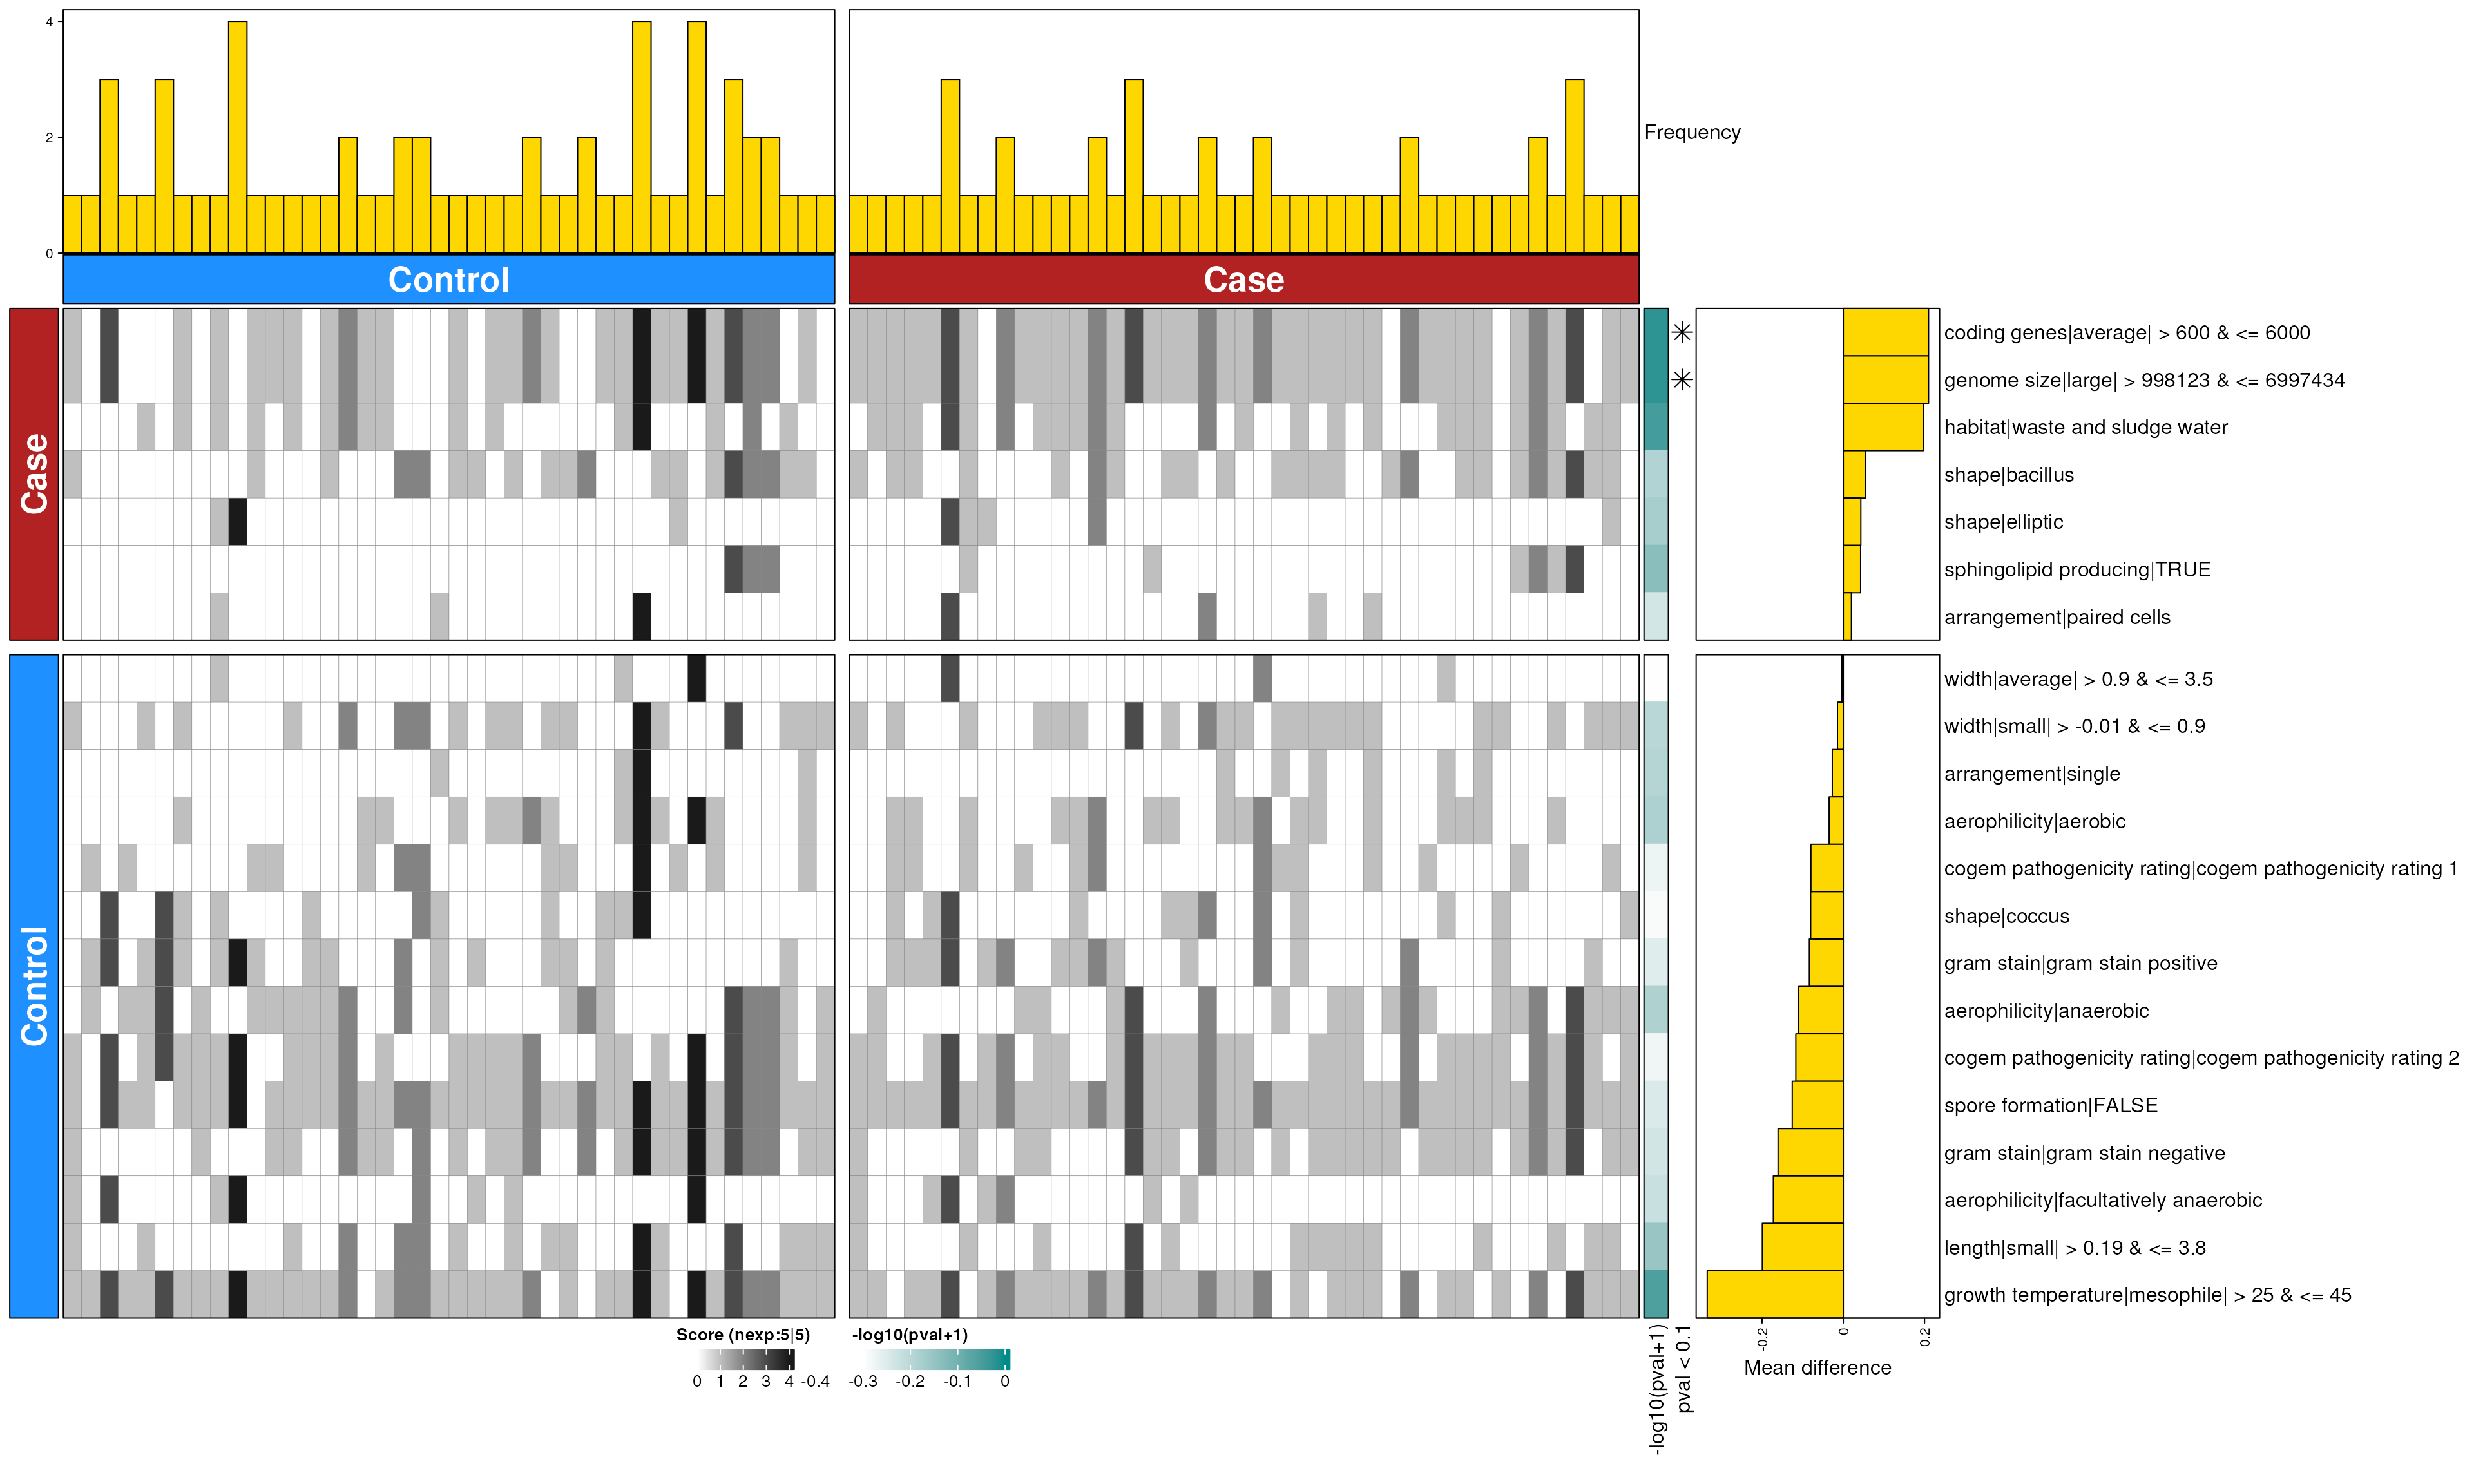 4
2
0
Frequency
Control
Case
Case
coding genes|average| > 600 & <= 6000
genome size|large| > 998123 & <= 6997434
habitat|waste and sludge water
shape|bacillus
shape|elliptic
sphingolipid producing|TRUE
arrangement|paired cells
Control
width|average| > 0.9 & <= 3.5
width|small| > -0.01 & <= 0.9
arrangement|single
aerophilicity|aerobic
cogem pathogenicity rating|cogem pathogenicity rating 1
shape|coccus
gram stain|gram stain positive
aerophilicity|anaerobic
cogem pathogenicity rating|cogem pathogenicity rating 2
spore formation|FALSE
gram stain|gram stain negative
aerophilicity|facultatively anaerobic
length|small| > 0.19 & <= 3.8
growth temperature|mesophile| > 25 & <= 45
-0.2 0 0.2
Mean difference
-log10(pval+1)
pval < 0.1
Score (nexp:5|5)
0 1 2 3 4
-log10(pval+1)
-0.4 -0.3 -0.2 -0.1 0